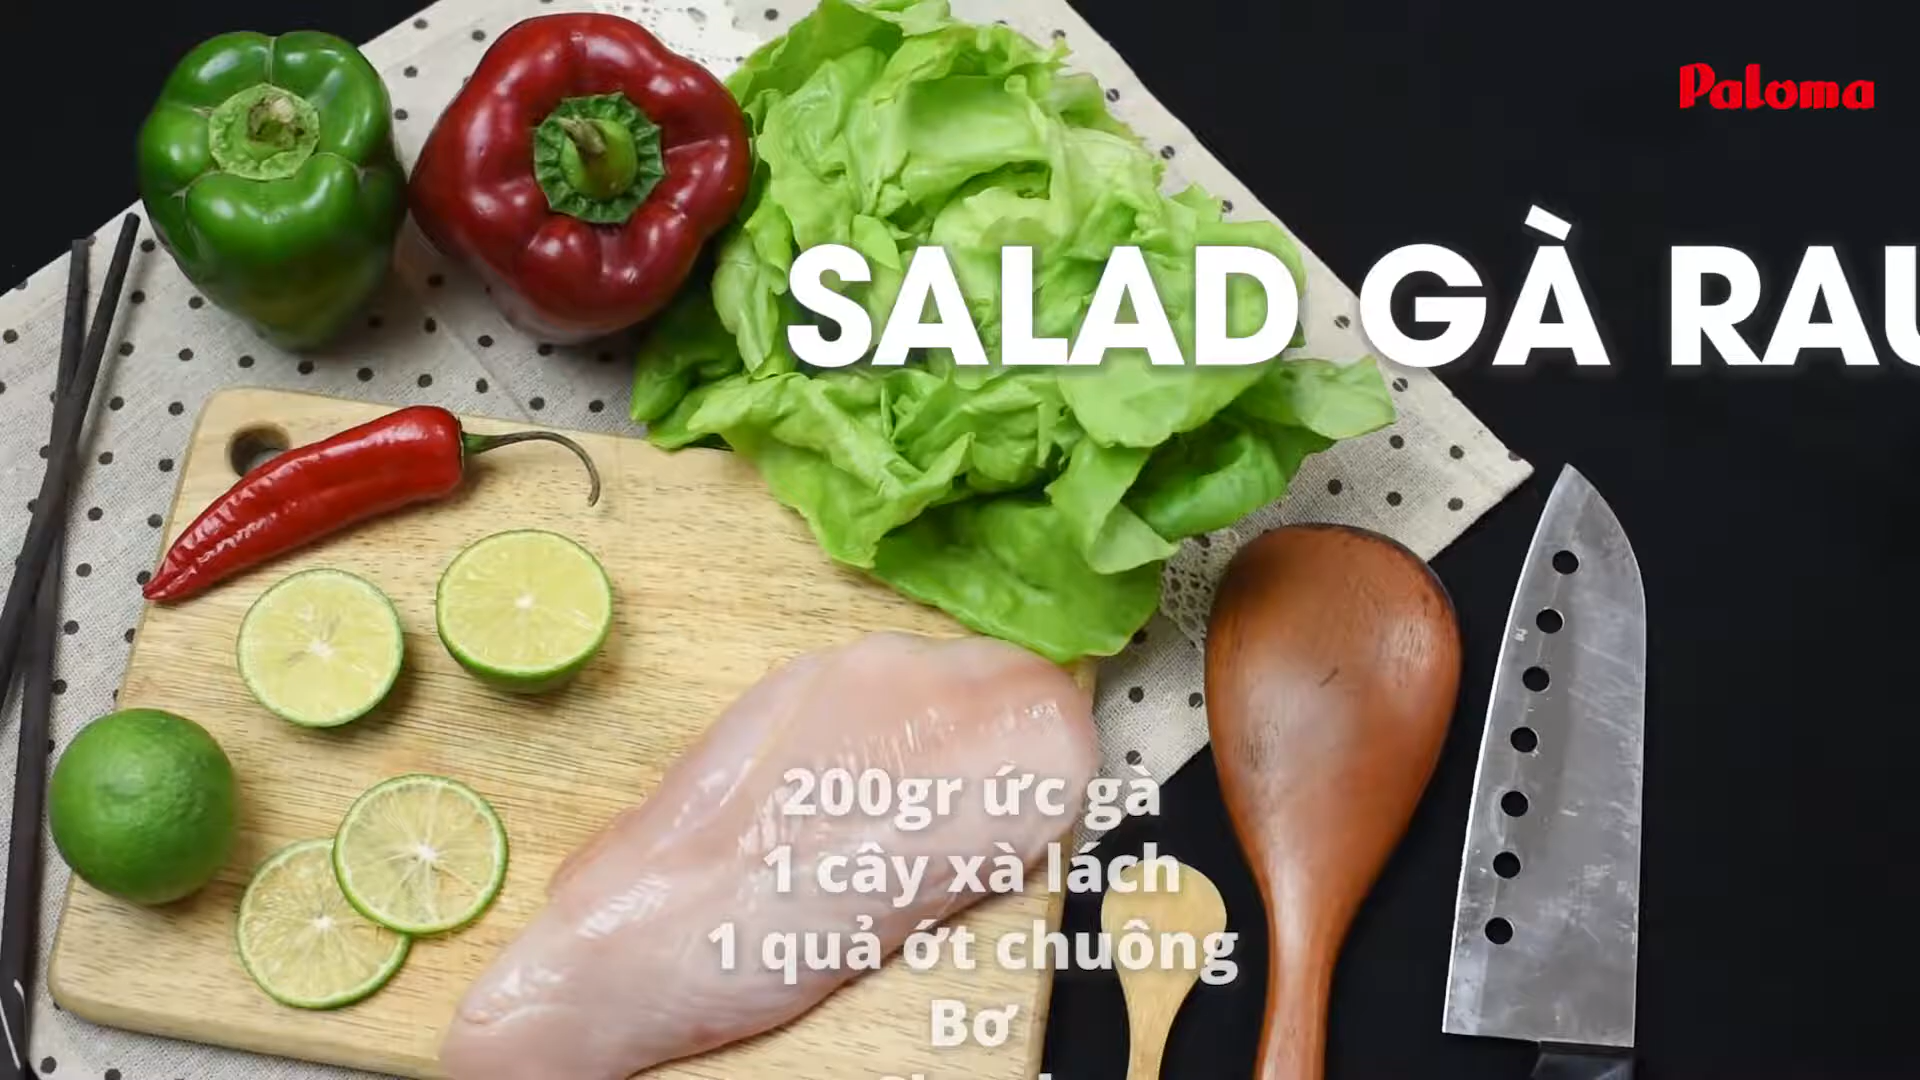 Paloma
SALAD GÀ RAU
200gr ức gà
1 cây xà lách
1 quả ớt chuông
Bơ